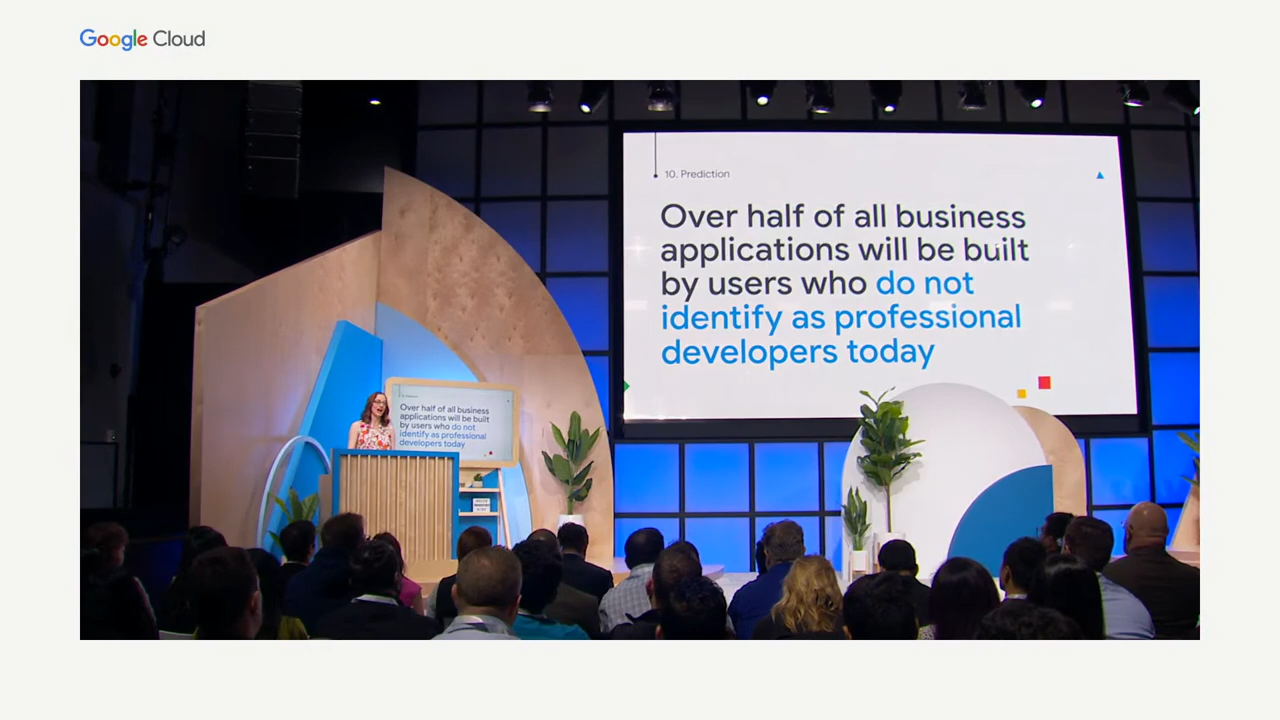 Google Cloud
10. Prediction
Over half of all business
applications will be built
by users who do not
identify as professional
developers today
Over half of all business
applications will be built
by users who do not
identify as professional
developers today